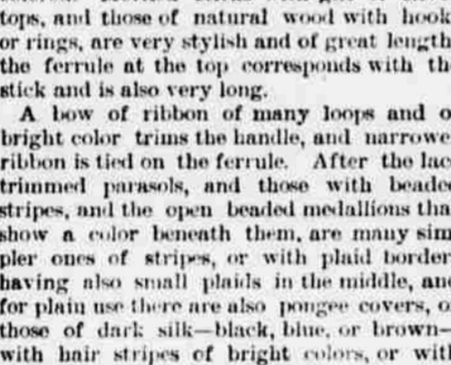 tops, and those of natural wood with hook
or rings, are very stylish and of great length
the ferrule at the top corresponds with th
stick and is also very long.
A bow of ribbon of many loops and o
bright color trims the handle, and narrowe
ribbon is tied on the ferrule. After the lac
trimmed parasols, and those with beade
stripes, and the open beaded medallions tha
show a color beneath them, are many sim
pler ones of stripes, or with plaid border
having also small plaids in the middle, and
for plain use there are also pongee covers, o
those of dark silk—black, blue, or brown—
with hair stripes of bright colors, or with